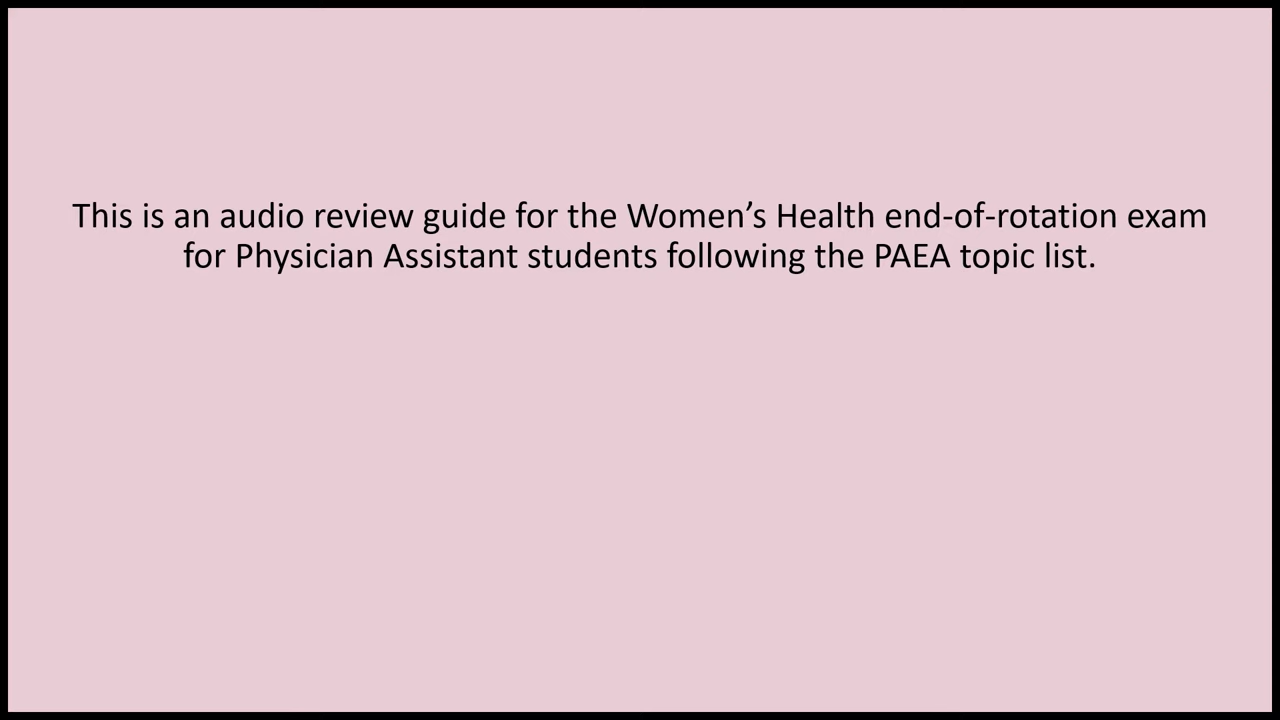 This is an audio review guide for the Women’s Health end-of-rotation exam
for Physician Assistant students following the PAEA topic list.